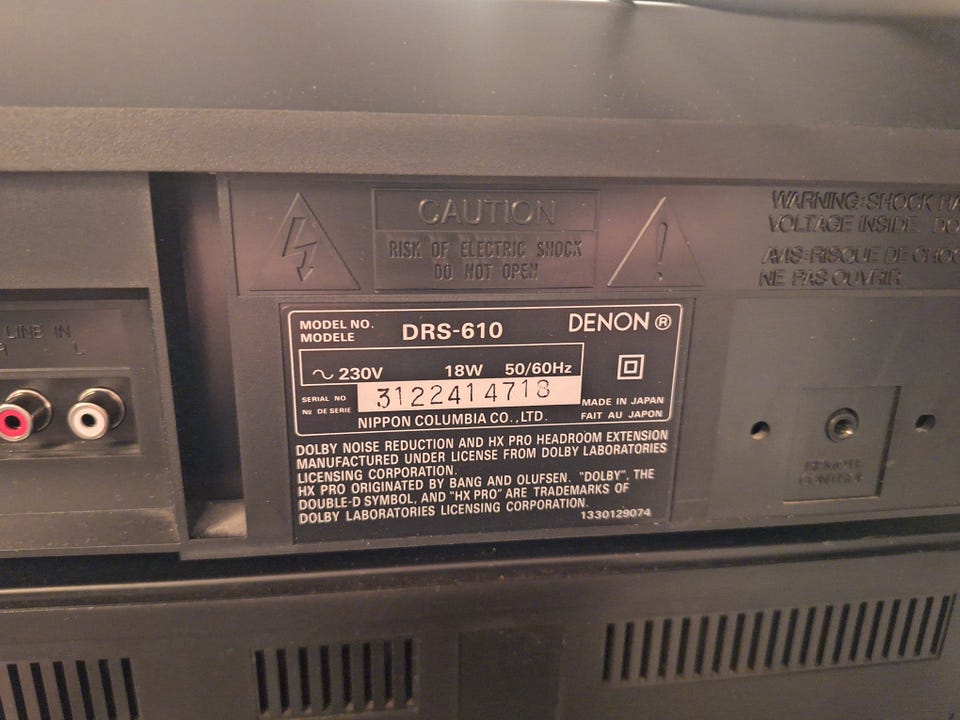 CAUTION
RISK OF ELECTRIC SHOCK
DO NOT OPEN
WARNING:SHOCK HA
VOLTAGE INSIDE. DO
AVIS:RISQUE DE CHOC
NE PAS OUVRIR.
LINE IN
R L
MODEL NO.
MODELE
DRS-610
DENON ®
~ 230V 18W 50/60Hz
SERIAL NO
No DE SERIE
3122414718
MADE IN JAPAN
FAIT AU JAPON
NIPPON COLUMBIA CO., LTD.
DOLBY NOISE REDUCTION AND HX PRO HEADROOM EXTENSION
MANUFACTURED UNDER LICENSE FROM DOLBY LABORATORIES
LICENSING CORPORATION.
HX PRO ORIGINATED BY BANG AND OLUFSEN. "DOLBY", THE
DOUBLE-D SYMBOL, AND "HX PRO" ARE TRADEMARKS OF
DOLBY LABORATORIES LICENSING CORPORATION.
1330129074
REMOTE
CONTROL